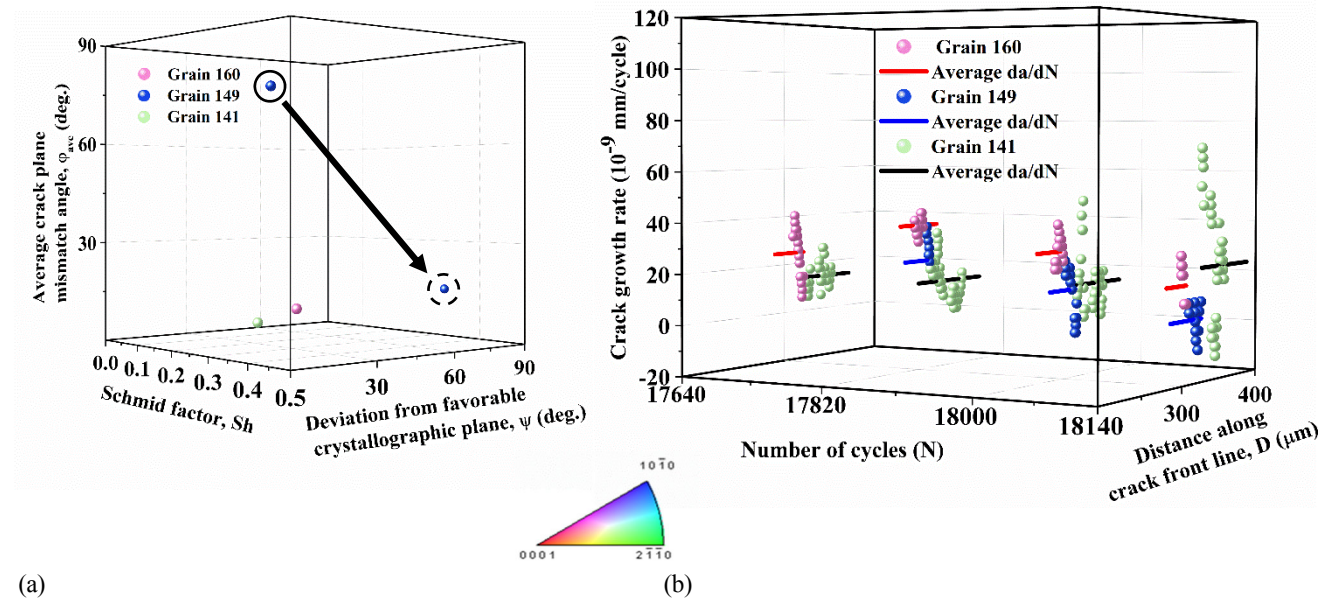 90
60
30
Average crack plane
mismatch angle, φave (deg.)
Grain 160
Grain 149
Grain 141
0.0 0.1 0.2 0.3 0.4 0.5
Schmid factor, Sh
30 60 90
Deviation from favorable
crystallographic plane, ψ (deg.)
(a)
120
100
80
60
40
20
0
-20
Crack growth rate (10⁻⁹ mm/cycle)
Grain 160
Average da/dN
Grain 149
Average da/dN
Grain 141
Average da/dN
17640 17820 18000 18140
Number of cycles (N)
300 400
Distance along
crack front line, D (μm)
101̄0
0001 21̄1̄0
(b)